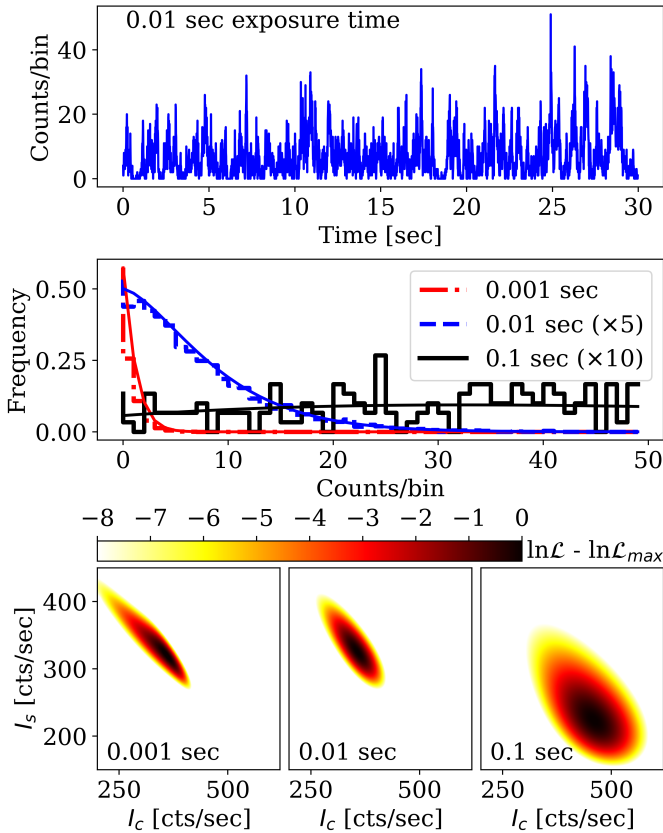 0.01 sec exposure time
Counts/bin
40
20
0
0 5 10 15 20 25 30
Time [sec]
Frequency
0.50
0.25
0.00
0.001 sec
0.01 sec (×5)
0.1 sec (×10)
0 10 20 30 40 50
Counts/bin
−8 −7 −6 −5 −4 −3 −2 −1 0
lnℒ - lnℒmax
I_s [cts/sec]
400
300
200
0.001 sec
0.01 sec
0.1 sec
250 500 250 500 250 500
I_c [cts/sec] I_c [cts/sec] I_c [cts/sec]